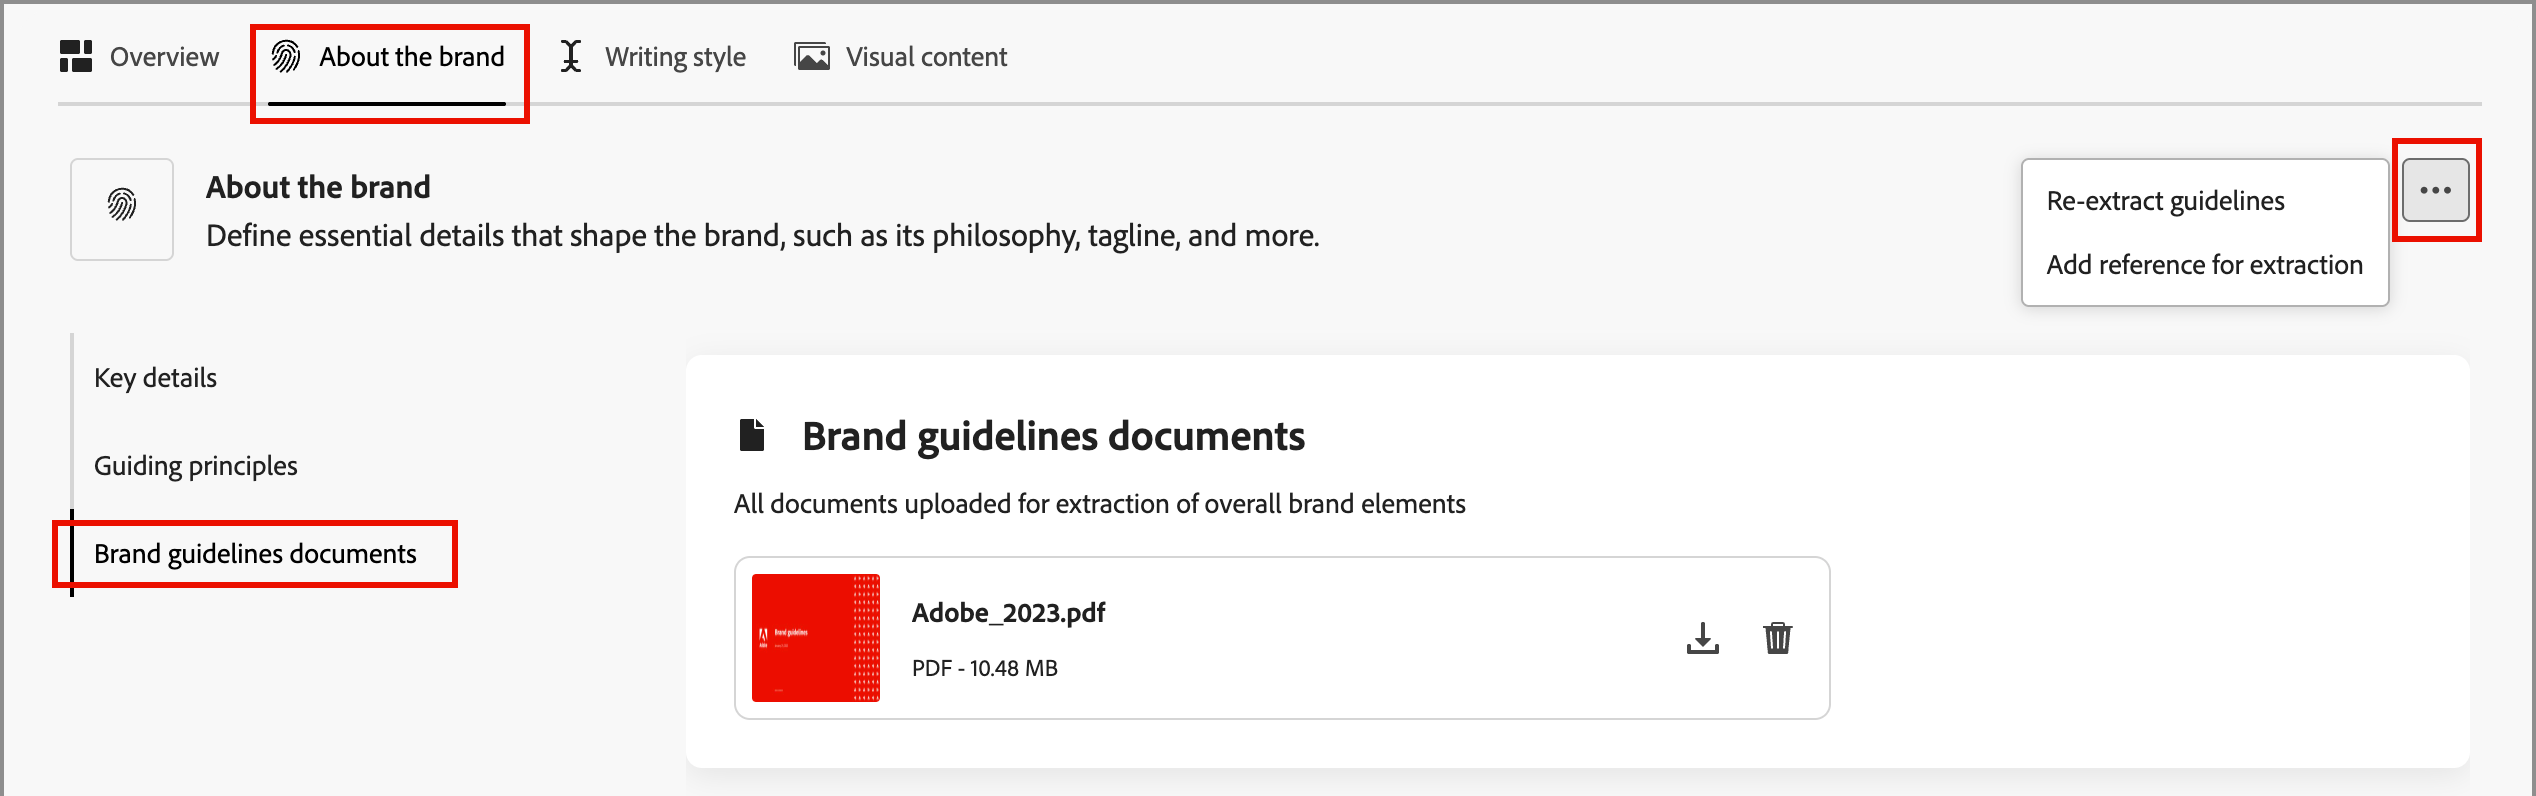 Overview
About the brand
Writing style
Visual content
About the brand
Define essential details that shape the brand, such as its philosophy, tagline, and more.
Re-extract guidelines
Add reference for extraction
Key details
Guiding principles
Brand guidelines documents
Brand guidelines documents
All documents uploaded for extraction of overall brand elements
Brand guidelines
Adobe
Adobe_2023.pdf
PDF - 10.48 MB